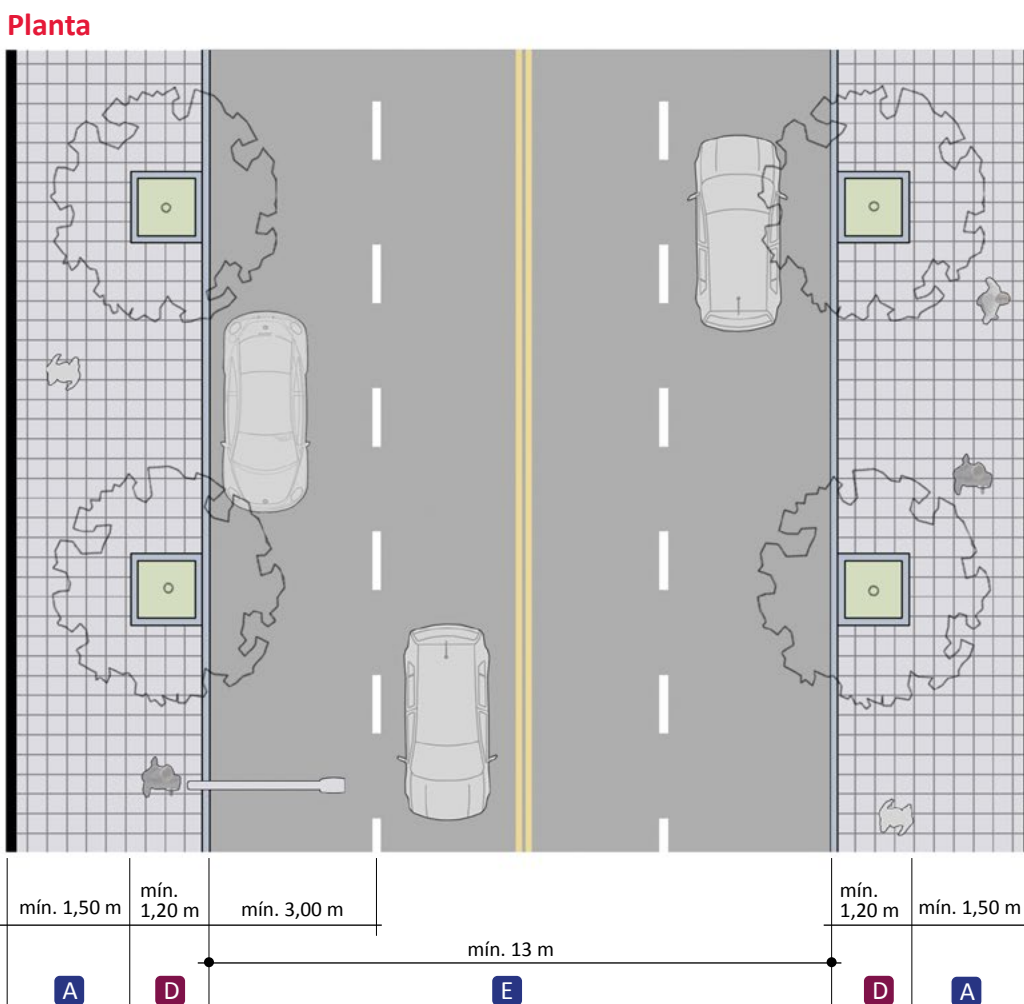 Planta
mín. 1,50 m
mín.
1,20 m
mín. 3,00 m
mín.
1,20 m
mín. 1,50 m
mín. 13 m
A
D
E
D
A